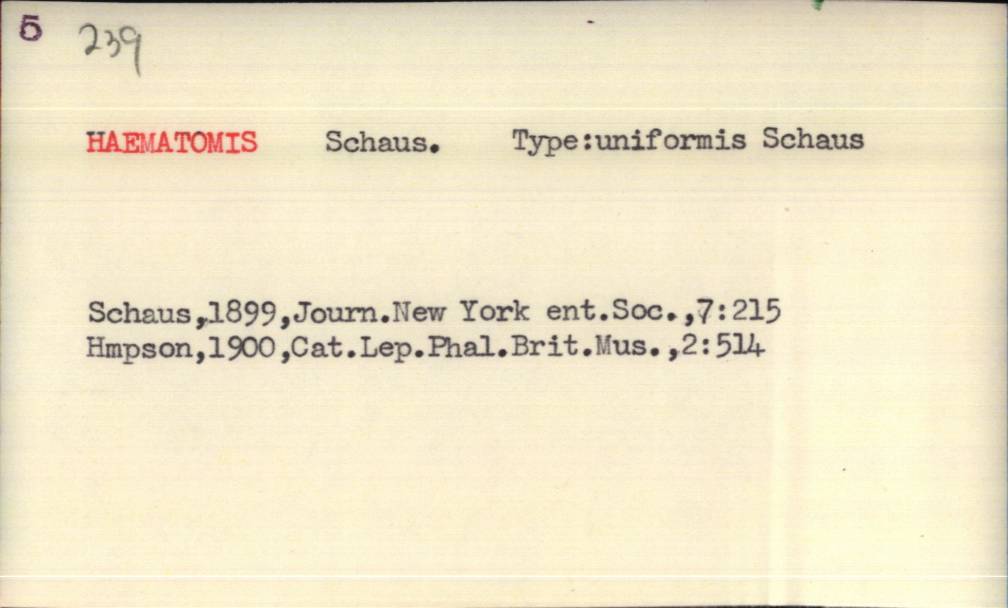 5 239
HAEMATOMIS Schaus. Type:uniformis Schaus
Schaus,1899,Journ.New York ent.Soc.,7:215
Hmpson,1900,Cat.Lep.Phal.Brit.Mus.,2:514